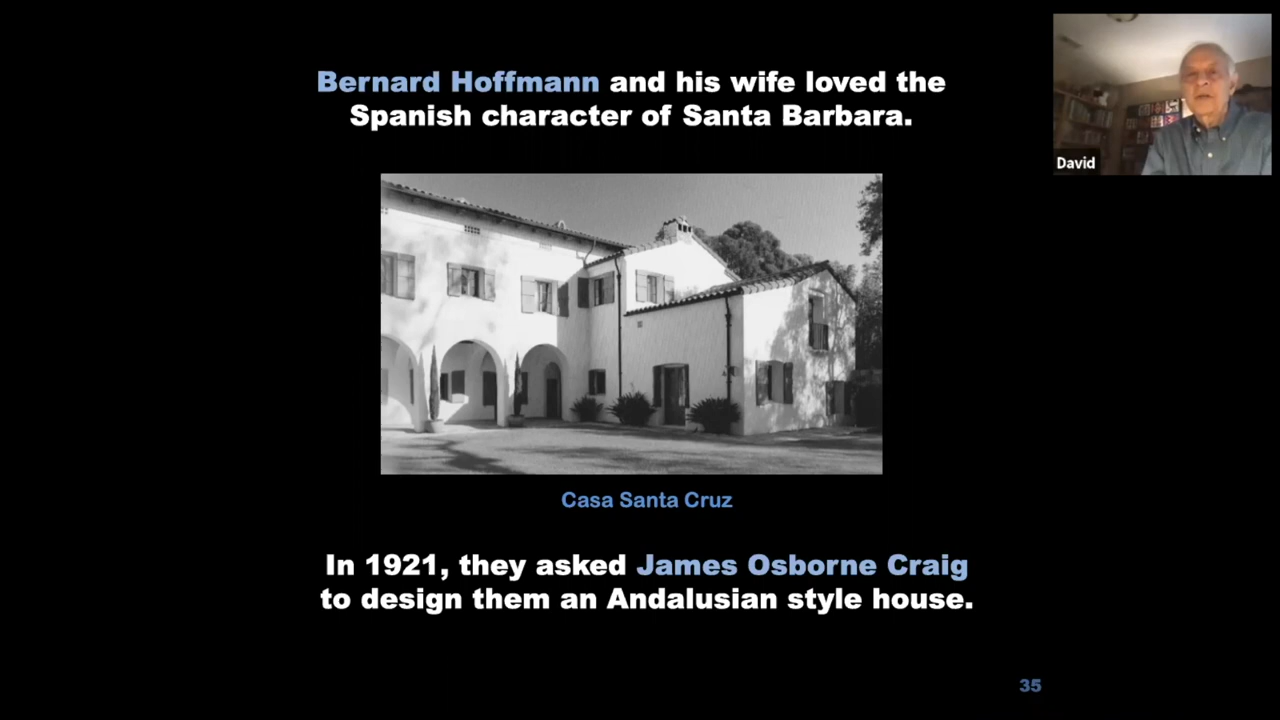 Bernard Hoffmann and his wife loved the
Spanish character of Santa Barbara.
David
Casa Santa Cruz
In 1921, they asked James Osborne Craig
to design them an Andalusian style house.
35